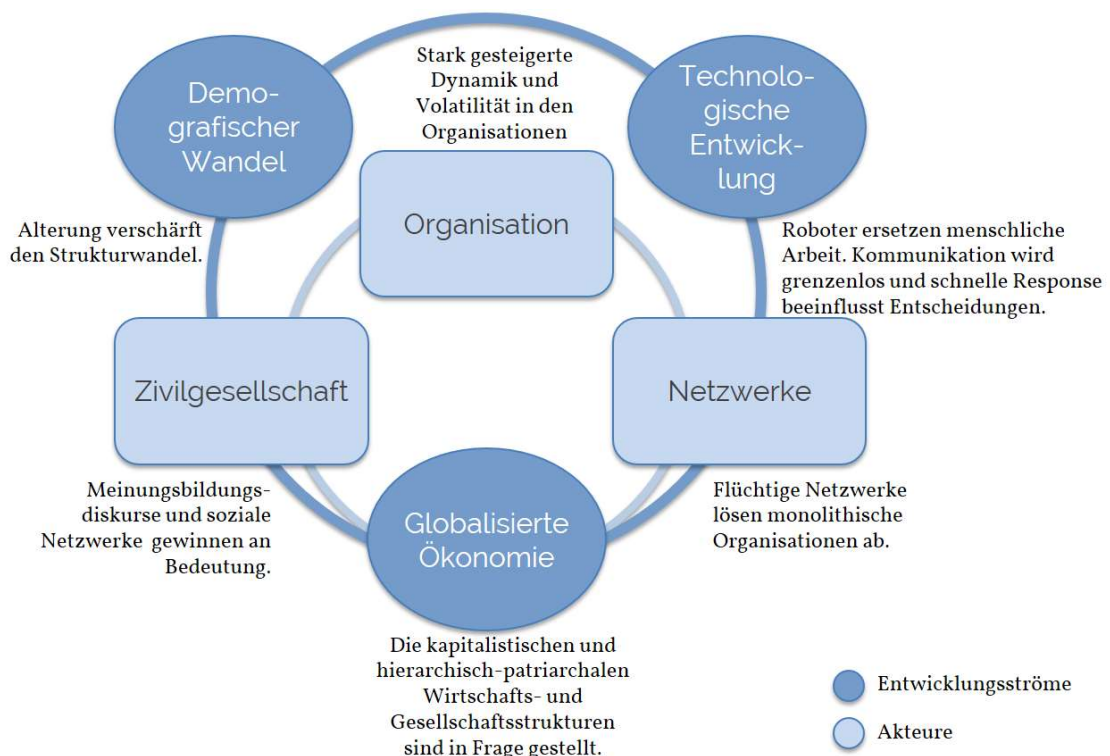 Demo-
grafischer
Wandel
Stark gesteigerte
Dynamik und
Volatilität in den
Organisationen
Technolo-
gische
Entwick-
lung
Organisation
Alterung verschärft
den Strukturwandel.
Roboter ersetzen menschliche
Arbeit. Kommunikation wird
grenzenlos und schnelle Response
beeinflusst Entscheidungen.
Zivilgesellschaft
Netzwerke
Meinungsbildungs-
diskurse und soziale
Netzwerke gewinnen an
Bedeutung.
Globalisierte
Ökonomie
Flüchtige Netzwerke
lösen monolithische
Organisationen ab.
Die kapitalistischen und
hierarchisch-patriarchalen
Wirtschafts- und
Gesellschaftsstrukturen
sind in Frage gestellt.
Entwicklungsströme
Akteure